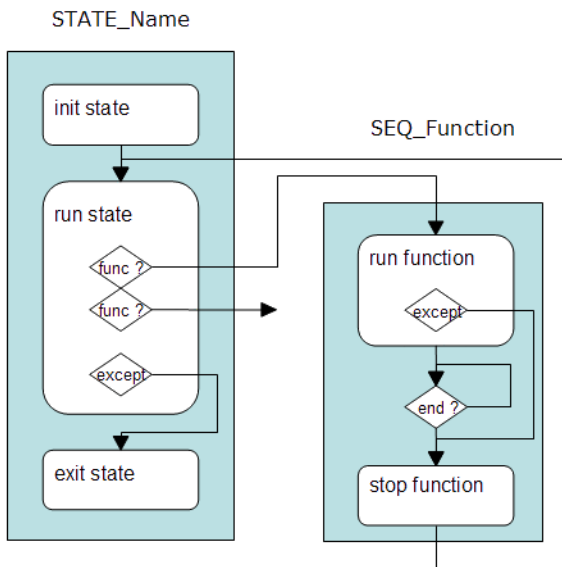 STATE_Name
init state
SEQ_Function
run state
func ?
func ?
except
exit state
run function
except
end ?
stop function